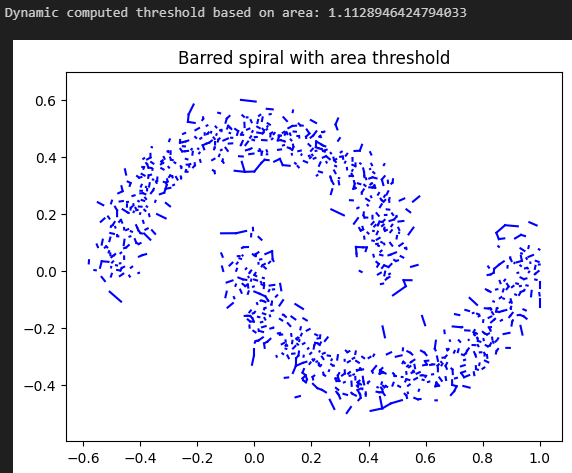 Dynamic computed threshold based on area: 1.1128946424794033
Barred spiral with area threshold
0.6
0.4
0.2
0.0
−0.2
−0.4
−0.6 −0.4 −0.2 0.0 0.2 0.4 0.6 0.8 1.0